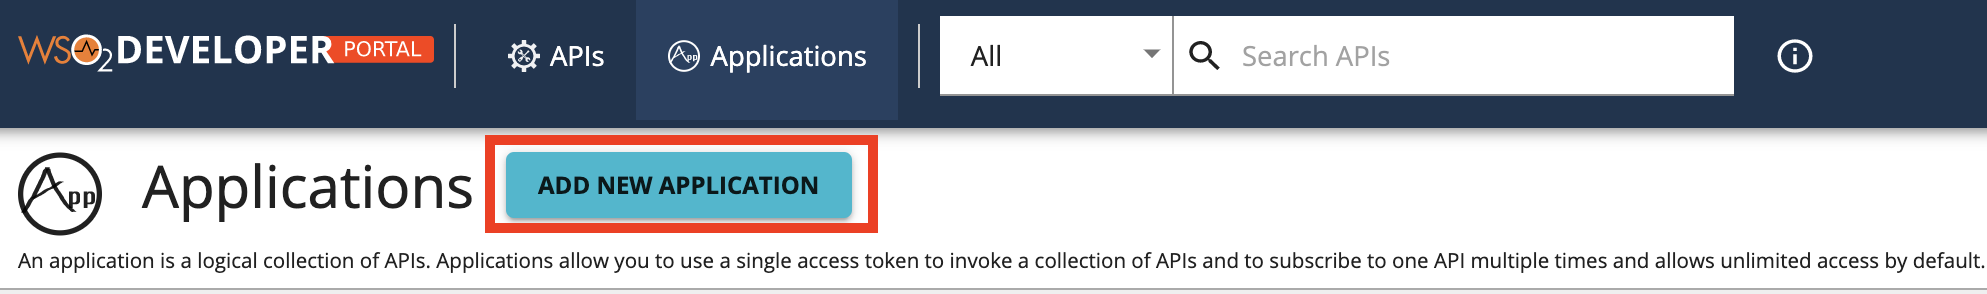 WSO2 DEVELOPER PORTAL APIs App Applications All Search APIs
App Applications ADD NEW APPLICATION
An application is a logical collection of APIs. Applications allow you to use a single access token to invoke a collection of APIs and to subscribe to one API multiple times and allows unlimited access by default.